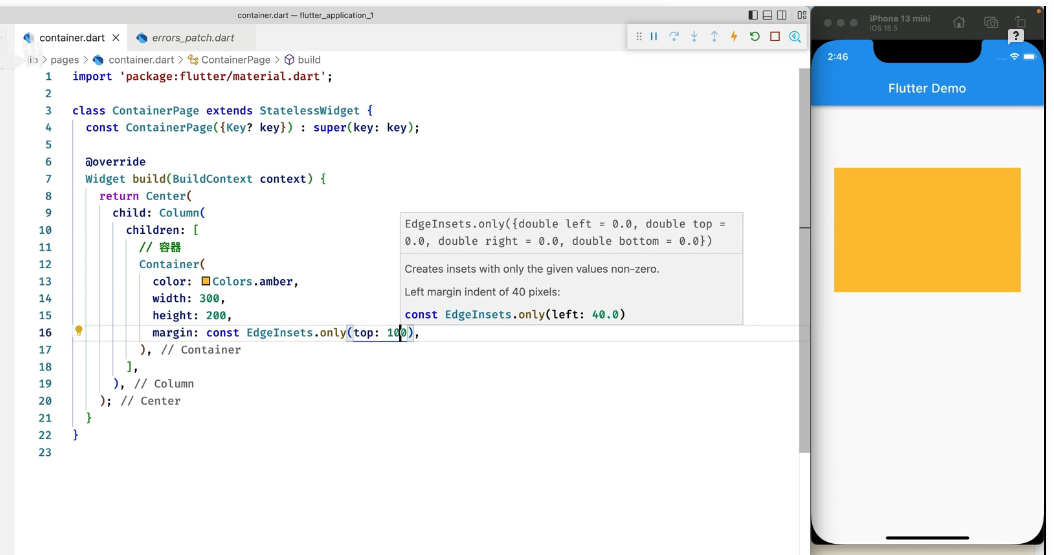 container.dart — flutter_application_1
container.dart
errors_patch.dart
lib > pages > container.dart > ContainerPage > build
1 import 'package:flutter/material.dart';
2
3 class ContainerPage extends StatelessWidget {
4 const ContainerPage({Key? key}) : super(key: key);
5
6 @override
7 Widget build(BuildContext context) {
8 return Center(
9 child: Column(
10 children: [
11 // 容器
12 Container(
13 color: Colors.amber,
14 width: 300,
15 height: 200,
16 margin: const EdgeInsets.only(top: 100),
17 ), // Container
18 ],
19 ), // Column
20 ); // Center
21 }
22 }
23
EdgeInsets.only({double left = 0.0, double top =
0.0, double right = 0.0, double bottom = 0.0})
Creates insets with only the given values non-zero.
Left margin indent of 40 pixels:
const EdgeInsets.only(left: 40.0)
iPhone 13 mini
iOS 15.5
?
2:46
Flutter Demo